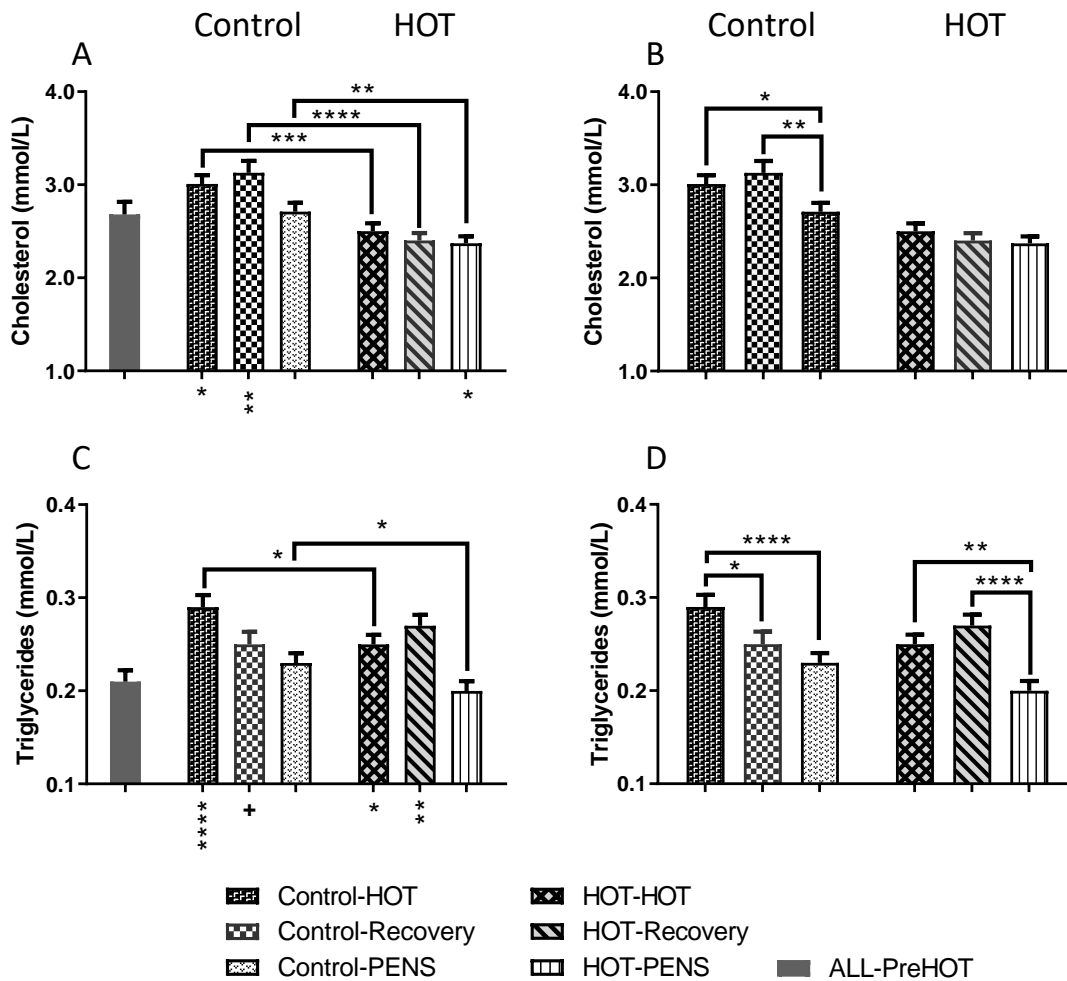 Control HOT Control HOT
A B
Cholesterol (mmol/L)
4.0
3.0
2.0
1.0
**
****
***
* ** *
Cholesterol (mmol/L)
4.0
3.0
2.0
1.0
*
**
C D
Triglycerides (mmol/L)
0.4
0.3
0.2
0.1
*
*
**** + * **
Triglycerides (mmol/L)
0.4
0.3
0.2
0.1
****
*
**
****
Control-HOT HOT-HOT
Control-Recovery HOT-Recovery
Control-PENS HOT-PENS ALL-PreHOT